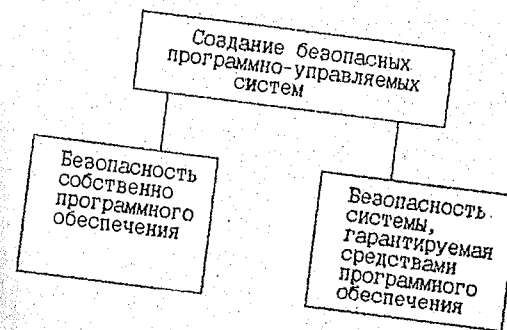 Создание безопасных
программно-управляемых
систем
Безопасность
собственно
программного
обеспечения
Безопасность
системы,
гарантируемая
средствами
программного
обеспечения